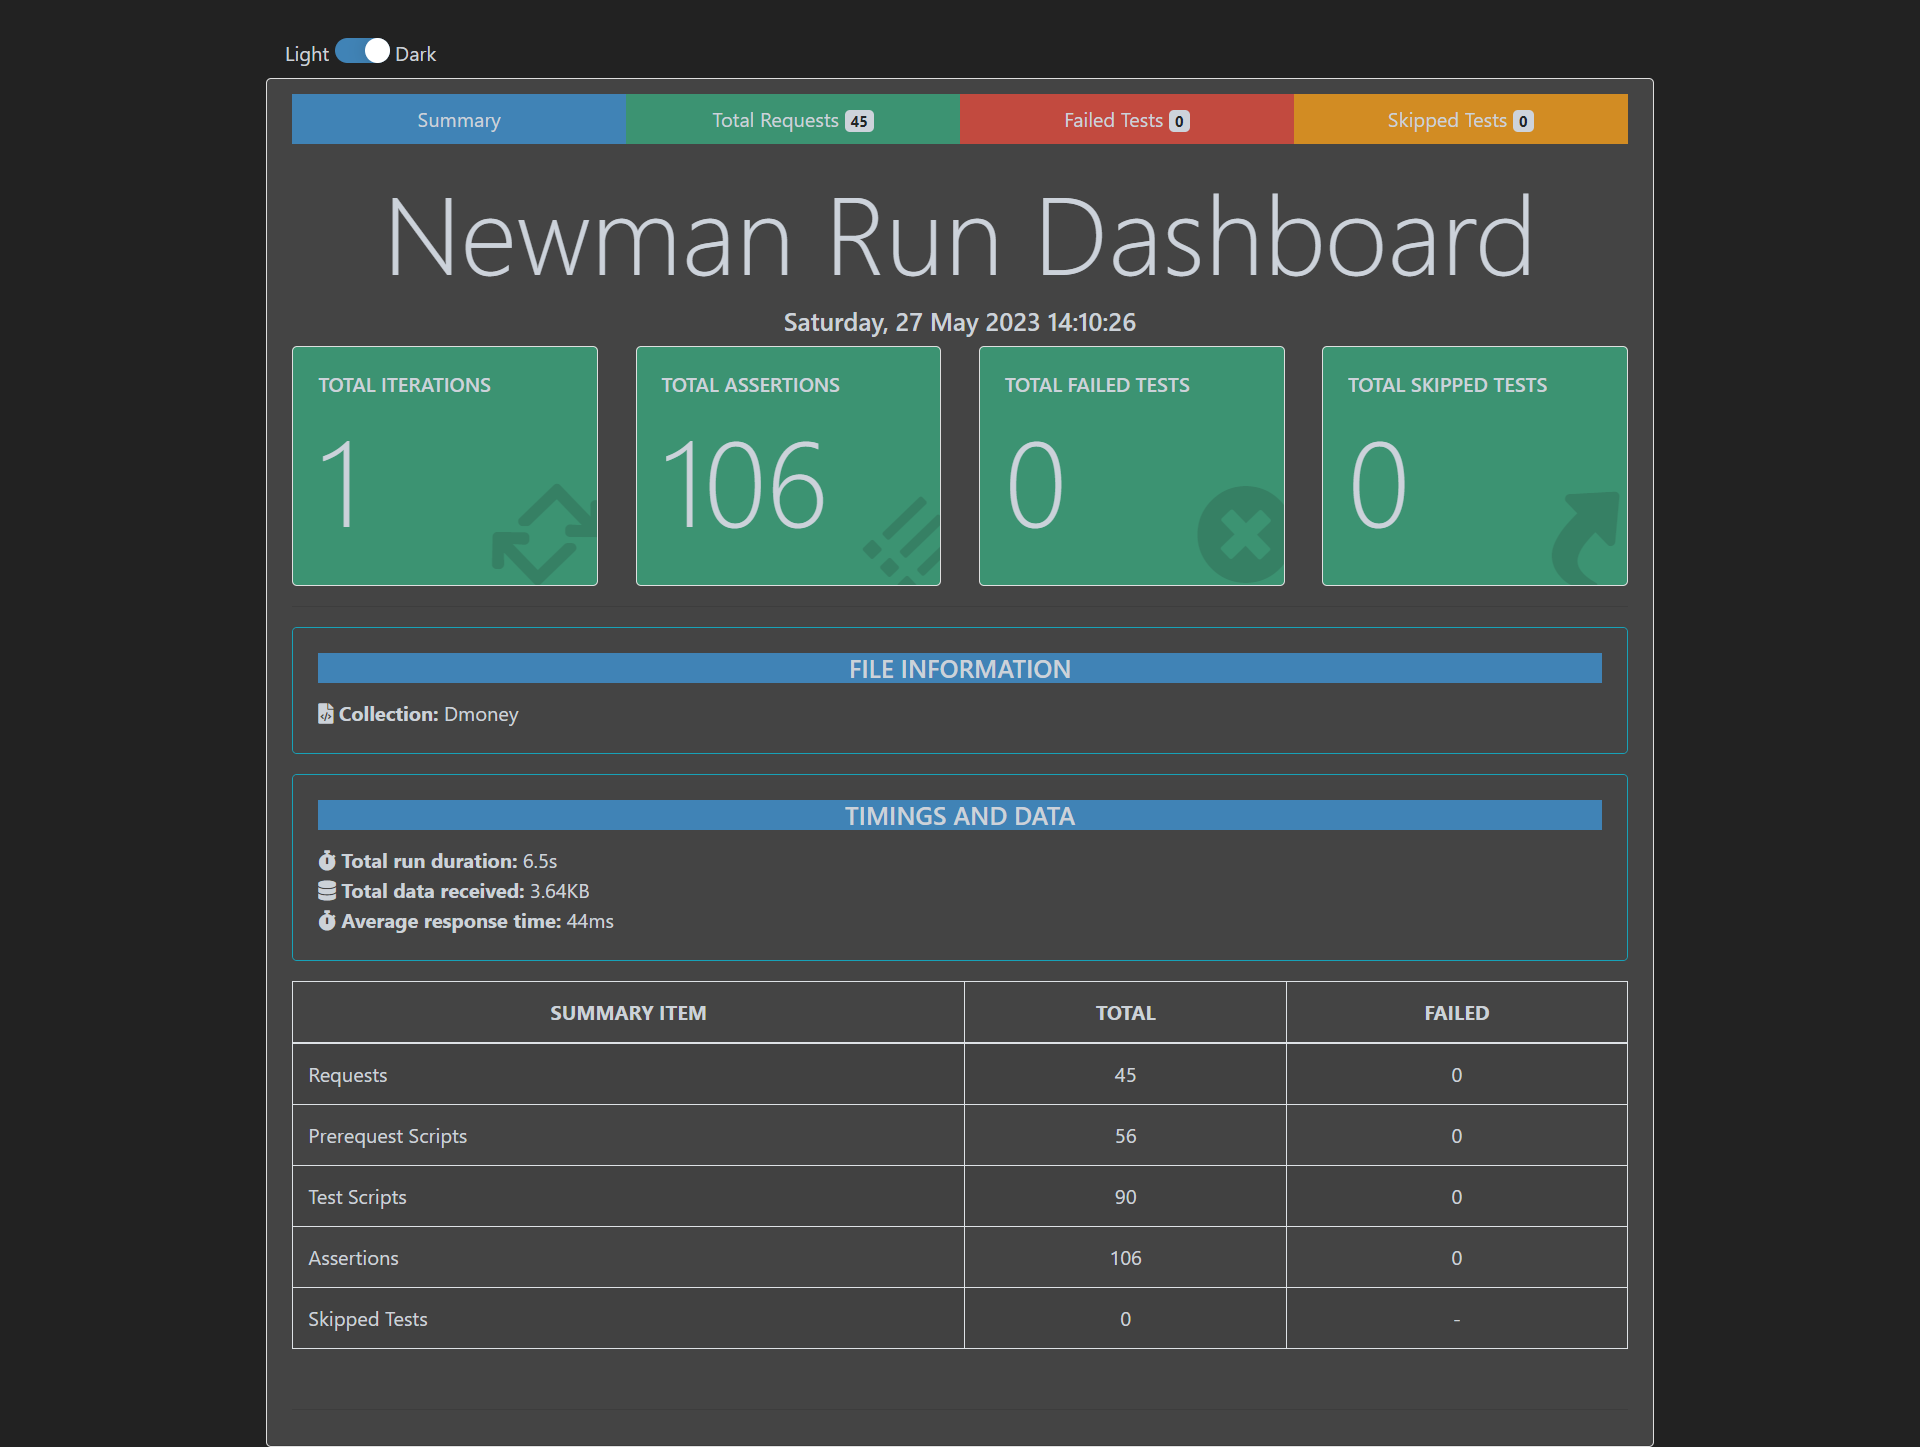 Light Dark
Summary Total Requests 45 Failed Tests 0 Skipped Tests 0
Newman Run Dashboard
Saturday, 27 May 2023 14:10:26
TOTAL ITERATIONS
1
TOTAL ASSERTIONS
106
TOTAL FAILED TESTS
0
TOTAL SKIPPED TESTS
0
FILE INFORMATION
Collection: Dmoney
TIMINGS AND DATA
Total run duration: 6.5s
Total data received: 3.64KB
Average response time: 44ms
SUMMARY ITEM TOTAL FAILED
Requests 45 0
Prerequest Scripts 56 0
Test Scripts 90 0
Assertions 106 0
Skipped Tests 0 -